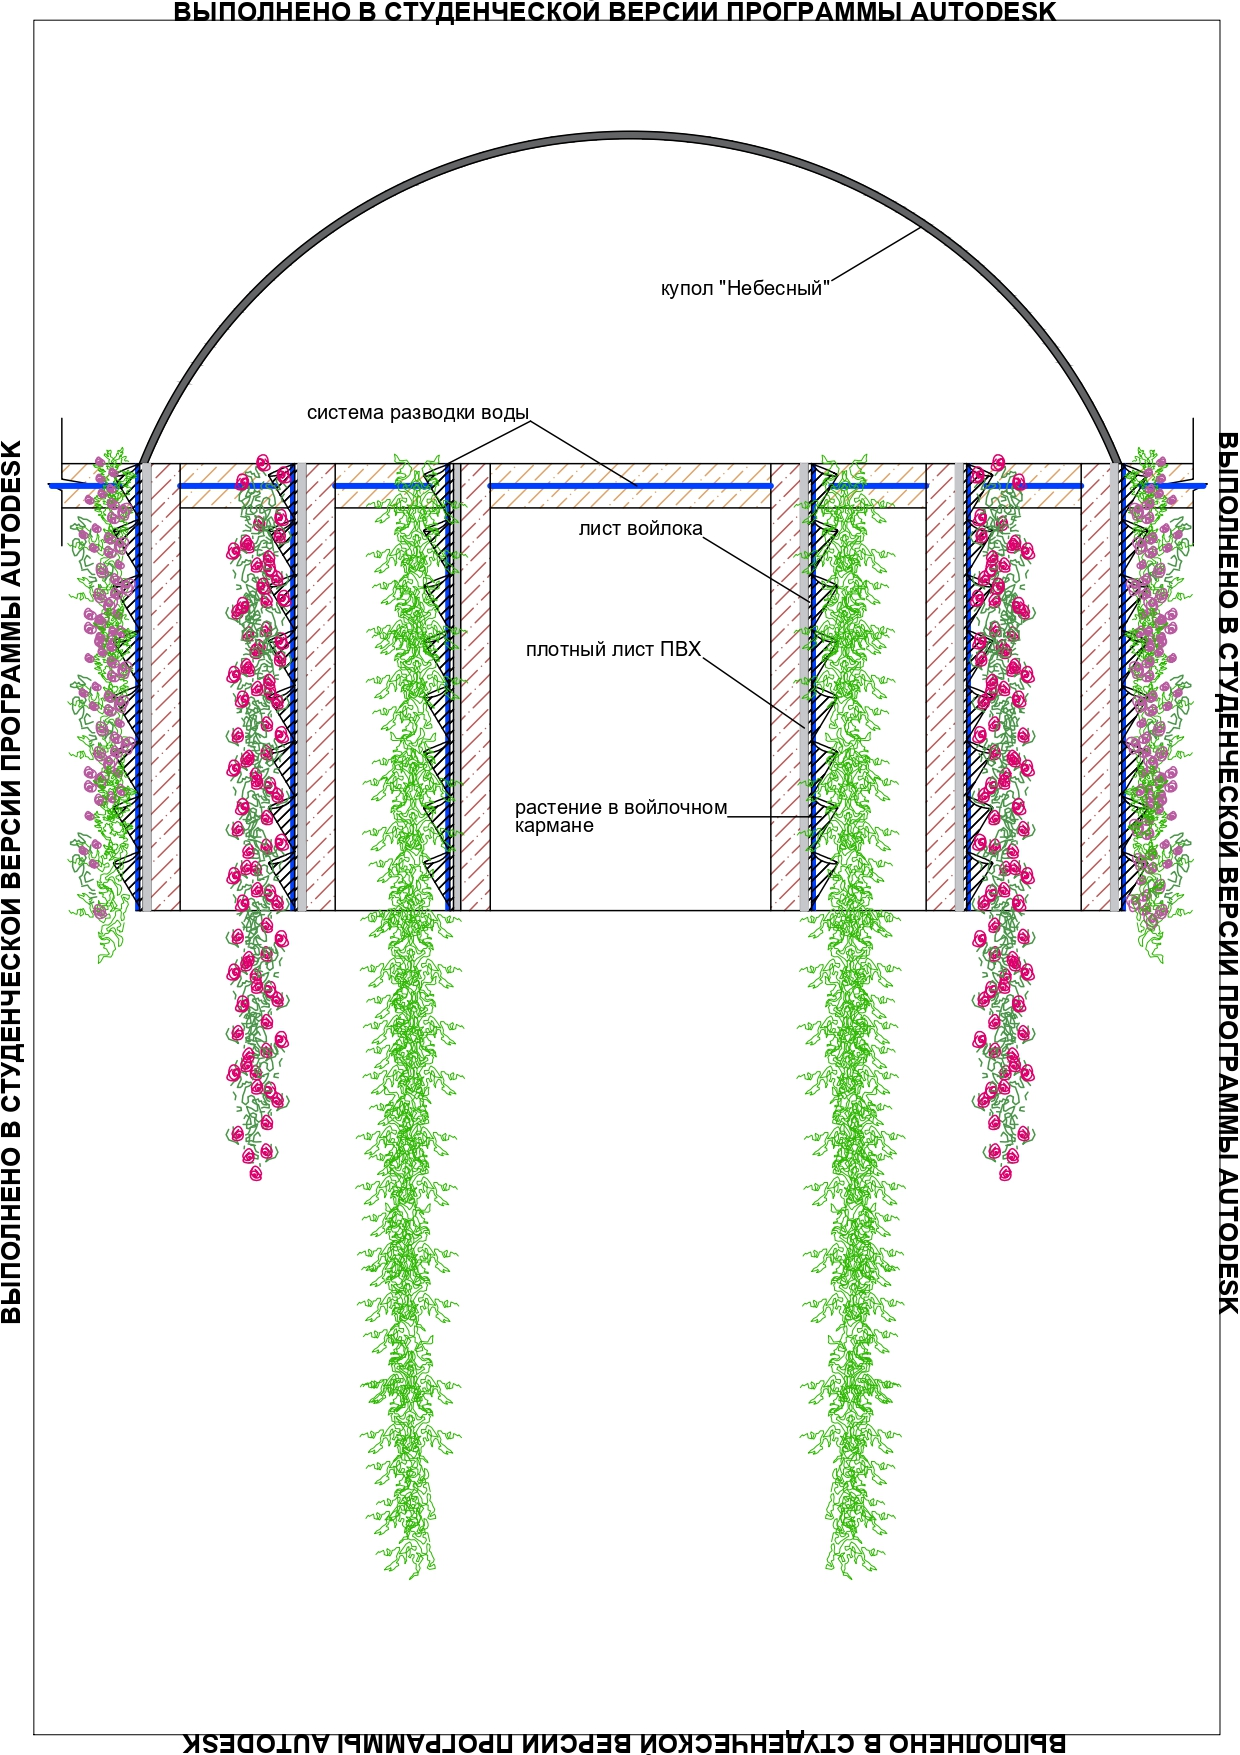 ВЫПОЛНЕНО В СТУДЕНЧЕСКОЙ ВЕРСИИ ПРОГРАММЫ AUTODESK
купол "Небесный"
система разводки воды
лист войлока
плотный лист ПВХ
растение в войлочном
кармане
ВЫПОЛНЕНО В СТУДЕНЧЕСКОЙ ВЕРСИИ ПРОГРАММЫ AUTODESK
ВЫПОЛНЕНО В СТУДЕНЧЕСКОЙ ВЕРСИИ ПРОГРАММЫ AUTODESK
ВЫПОЛНЕНО В СТУДЕНЧЕСКОЙ ВЕРСИИ ПРОГРАММЫ AUTODESK